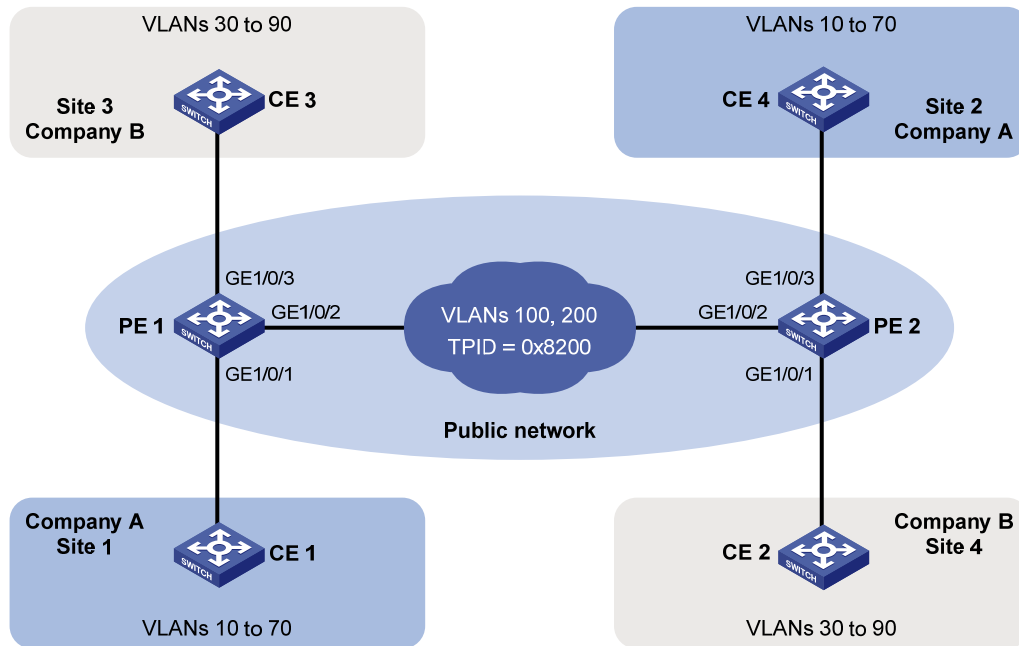 VLANs 30 to 90
CE 3
SWITCH
Site 3
Company B
VLANs 10 to 70
CE 4
SWITCH
Site 2
Company A
GE1/0/3
PE 1
SWITCH
GE1/0/2
GE1/0/1
VLANs 100, 200
TPID = 0x8200
GE1/0/3
GE1/0/2
SWITCH
PE 2
GE1/0/1
Public network
Company A
Site 1
SWITCH
CE 1
VLANs 10 to 70
Company B
Site 4
CE 2
SWITCH
VLANs 30 to 90